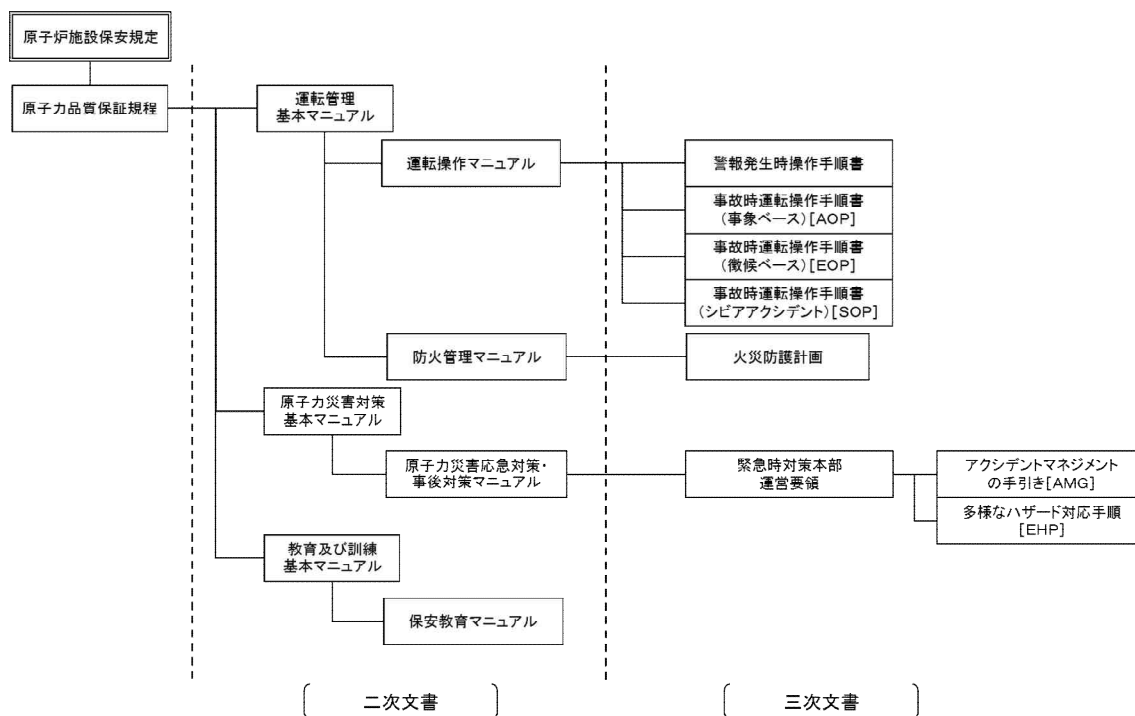 原子炉施設保安規定
原子力品質保証規程
運転管理
基本マニュアル
運転操作マニュアル
警報発生時操作手順書
事故時運転操作手順書
(事象ベース)[AOP]
事故時運転操作手順書
(徴候ベース)[EOP]
事故時運転操作手順書
(シビアアクシデント)[SOP]
防火管理マニュアル
火災防護計画
原子力災害対策
基本マニュアル
原子力災害応急対策・
事後対策マニュアル
緊急時対策本部
運営要領
アクシデントマネジメント
の手引き[AMG]
多様なハザード対応手順
[EHP]
教育及び訓練
基本マニュアル
保安教育マニュアル
二次文書
三次文書